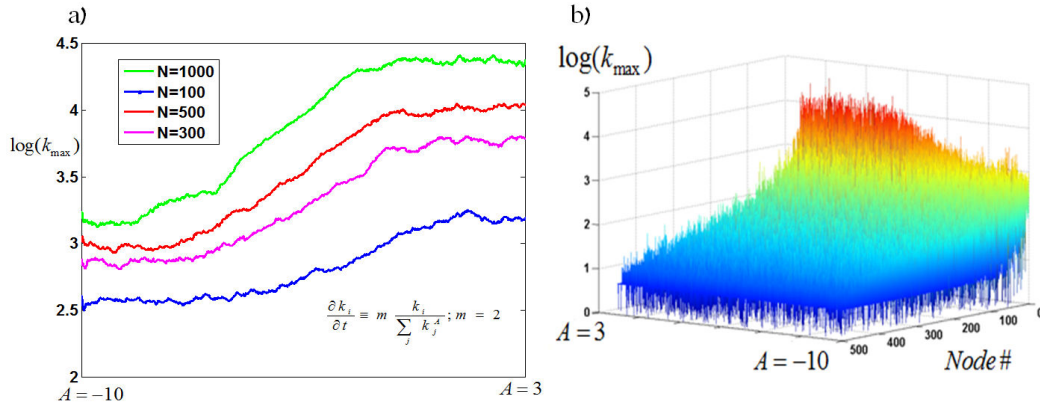 a)
4.5
4
3.5
3
2.5
2
log(k_max)
N=1000
N=100
N=500
N=300
∂k_i/∂t ≡ m k_i/∑_j k_j^A; m = 2
A = −10
A = 3
b)
log(k_max)
5
4
3
2
1
0
A = 3
A = −10
500
400
300
200
100
0
Node #